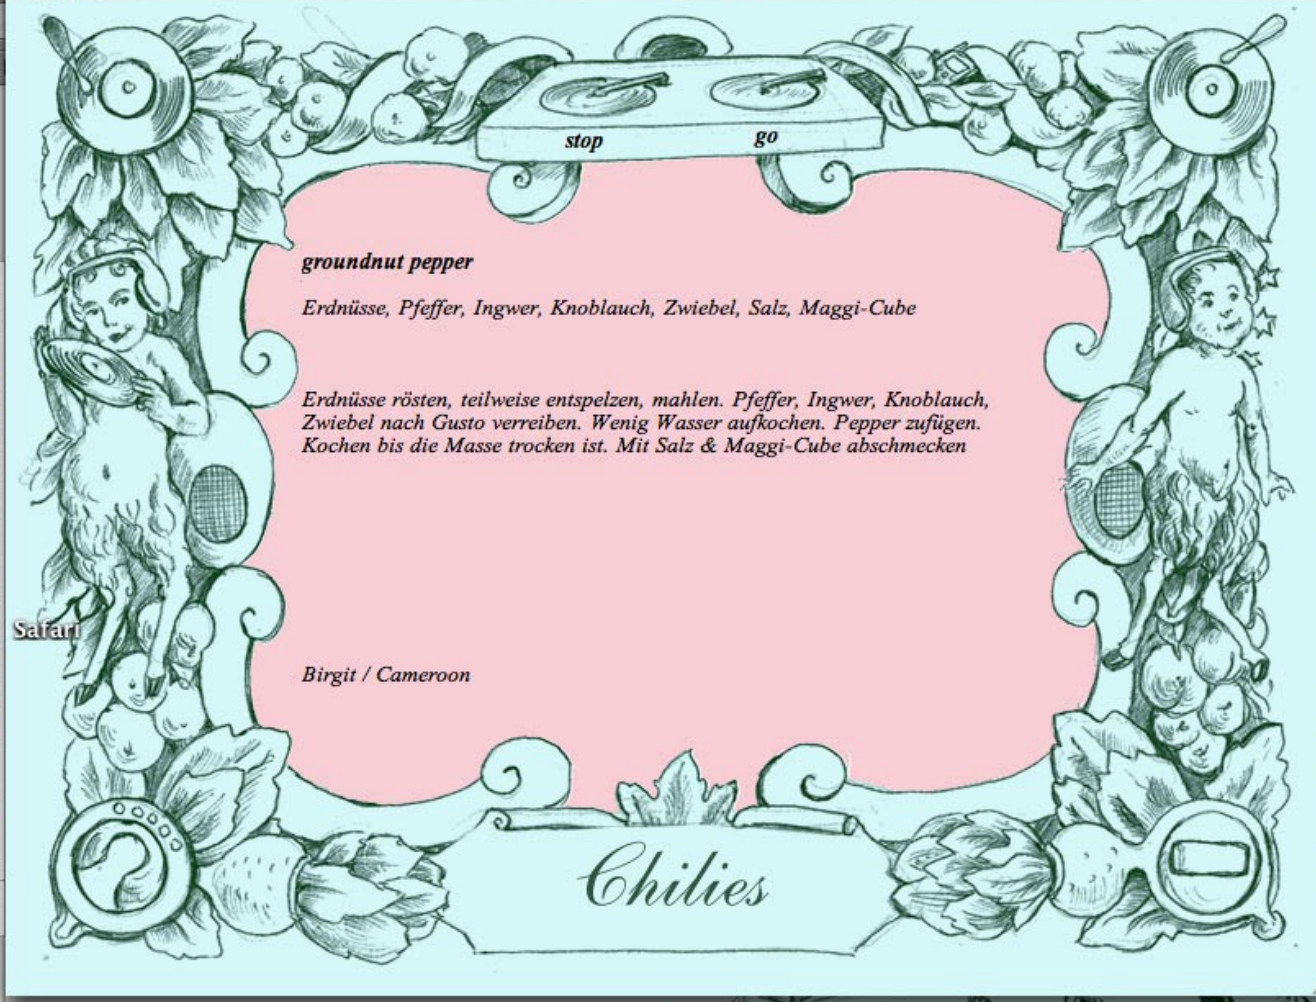 stop
go
groundnut pepper
Erdnüsse, Pfeffer, Ingwer, Knoblauch, Zwiebel, Salz, Maggi-Cube
Erdnüsse rösten, teilweise entspelzen, mahlen. Pfeffer, Ingwer, Knoblauch,
Zwiebel nach Gusto verreiben. Wenig Wasser aufkochen. Pepper zufügen.
Kochen bis die Masse trocken ist. Mit Salz & Maggi-Cube abschmecken
Safari
Birgit / Cameroon
Chilies